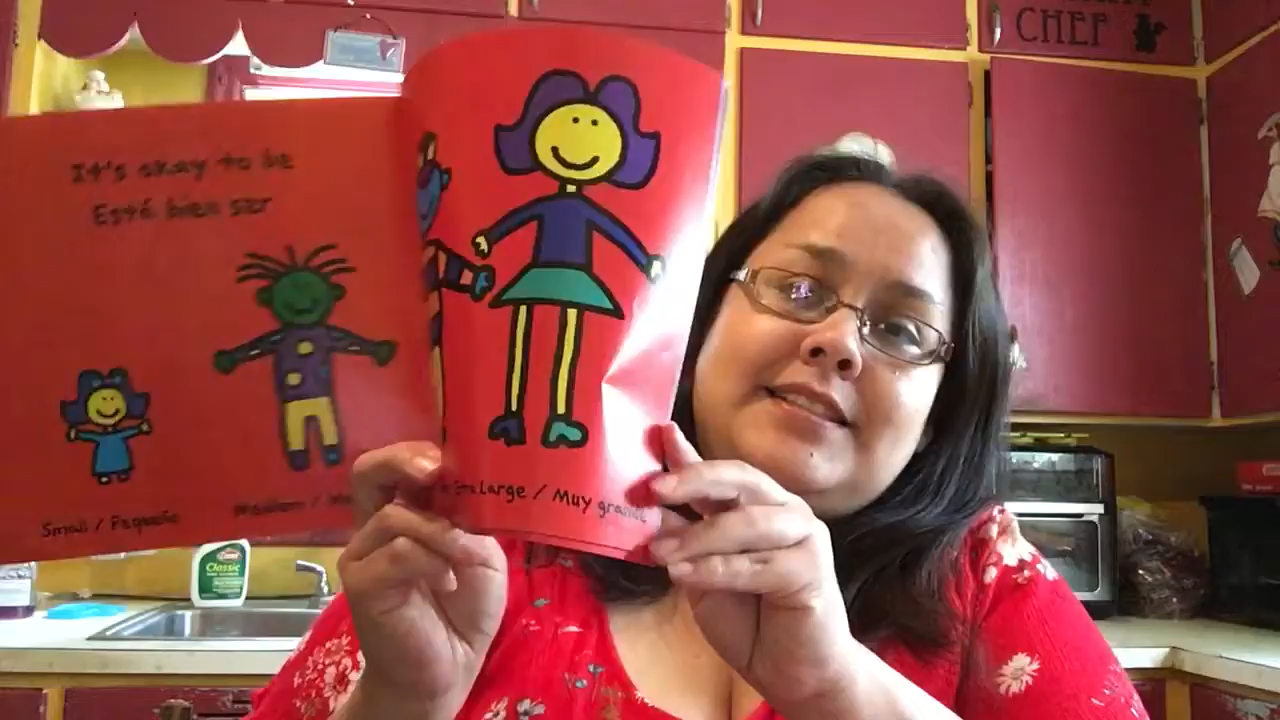 It's okay to be
Está bien ser
Small / Pequeño
Medium /
Large / Muy grande
CHEF
Classic